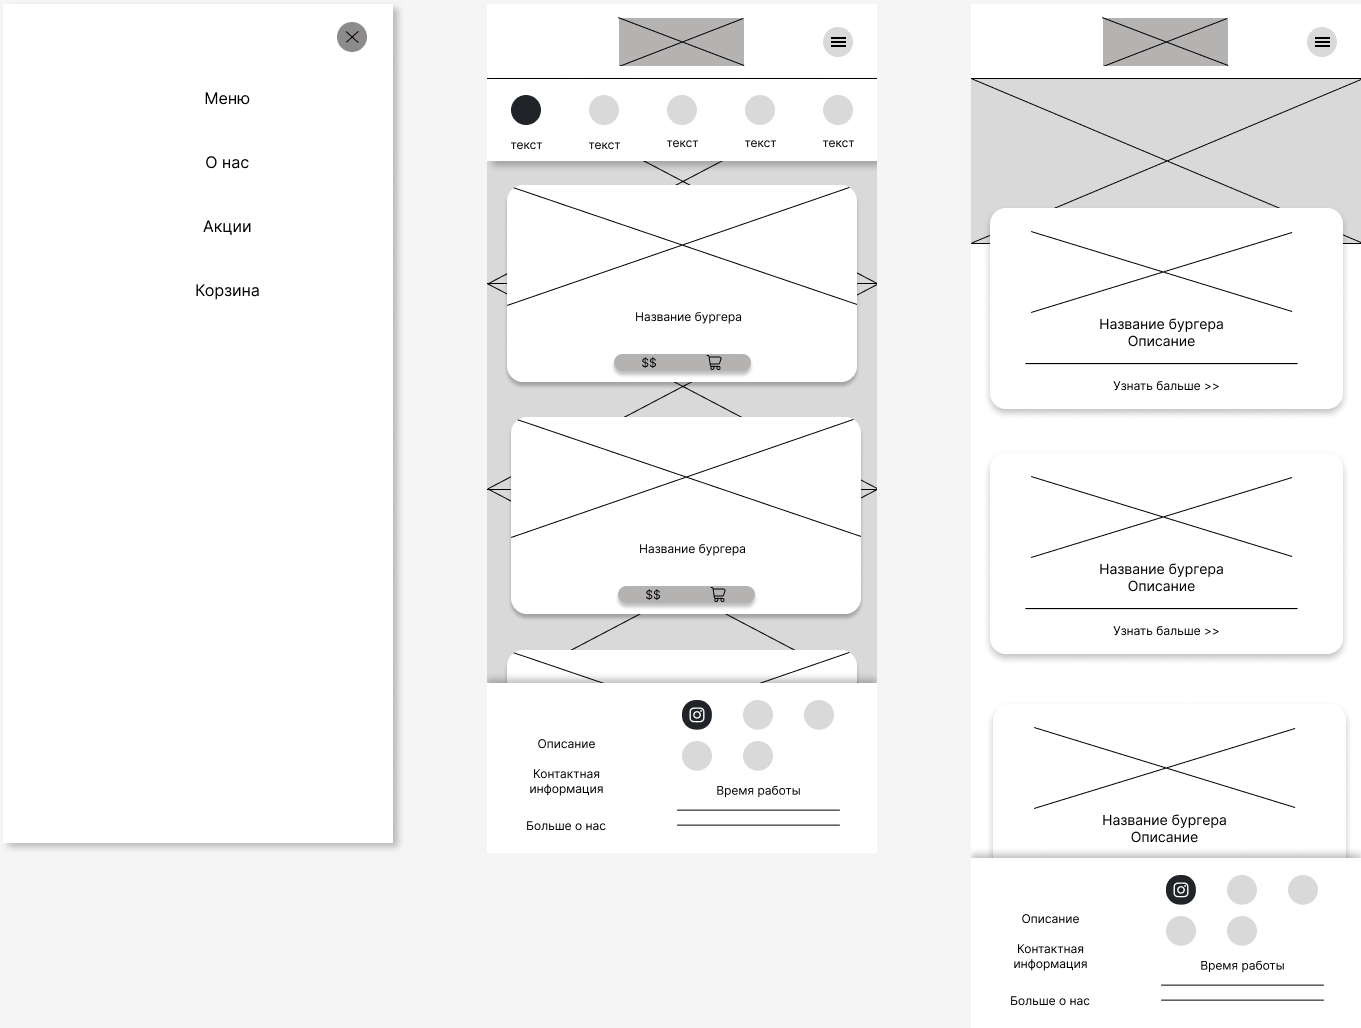 Меню
О нас
Акции
Корзина
текст текст текст текст текст
Название бургера
$$
Название бургера
$$
Описание
Контактная
информация
Больше о нас
Время работы
Название бургера
Описание
Узнать бальше >>
Название бургера
Описание
Узнать бальше >>
Название бургера
Описание
Описание
Контактная
информация
Больше о нас
Время работы